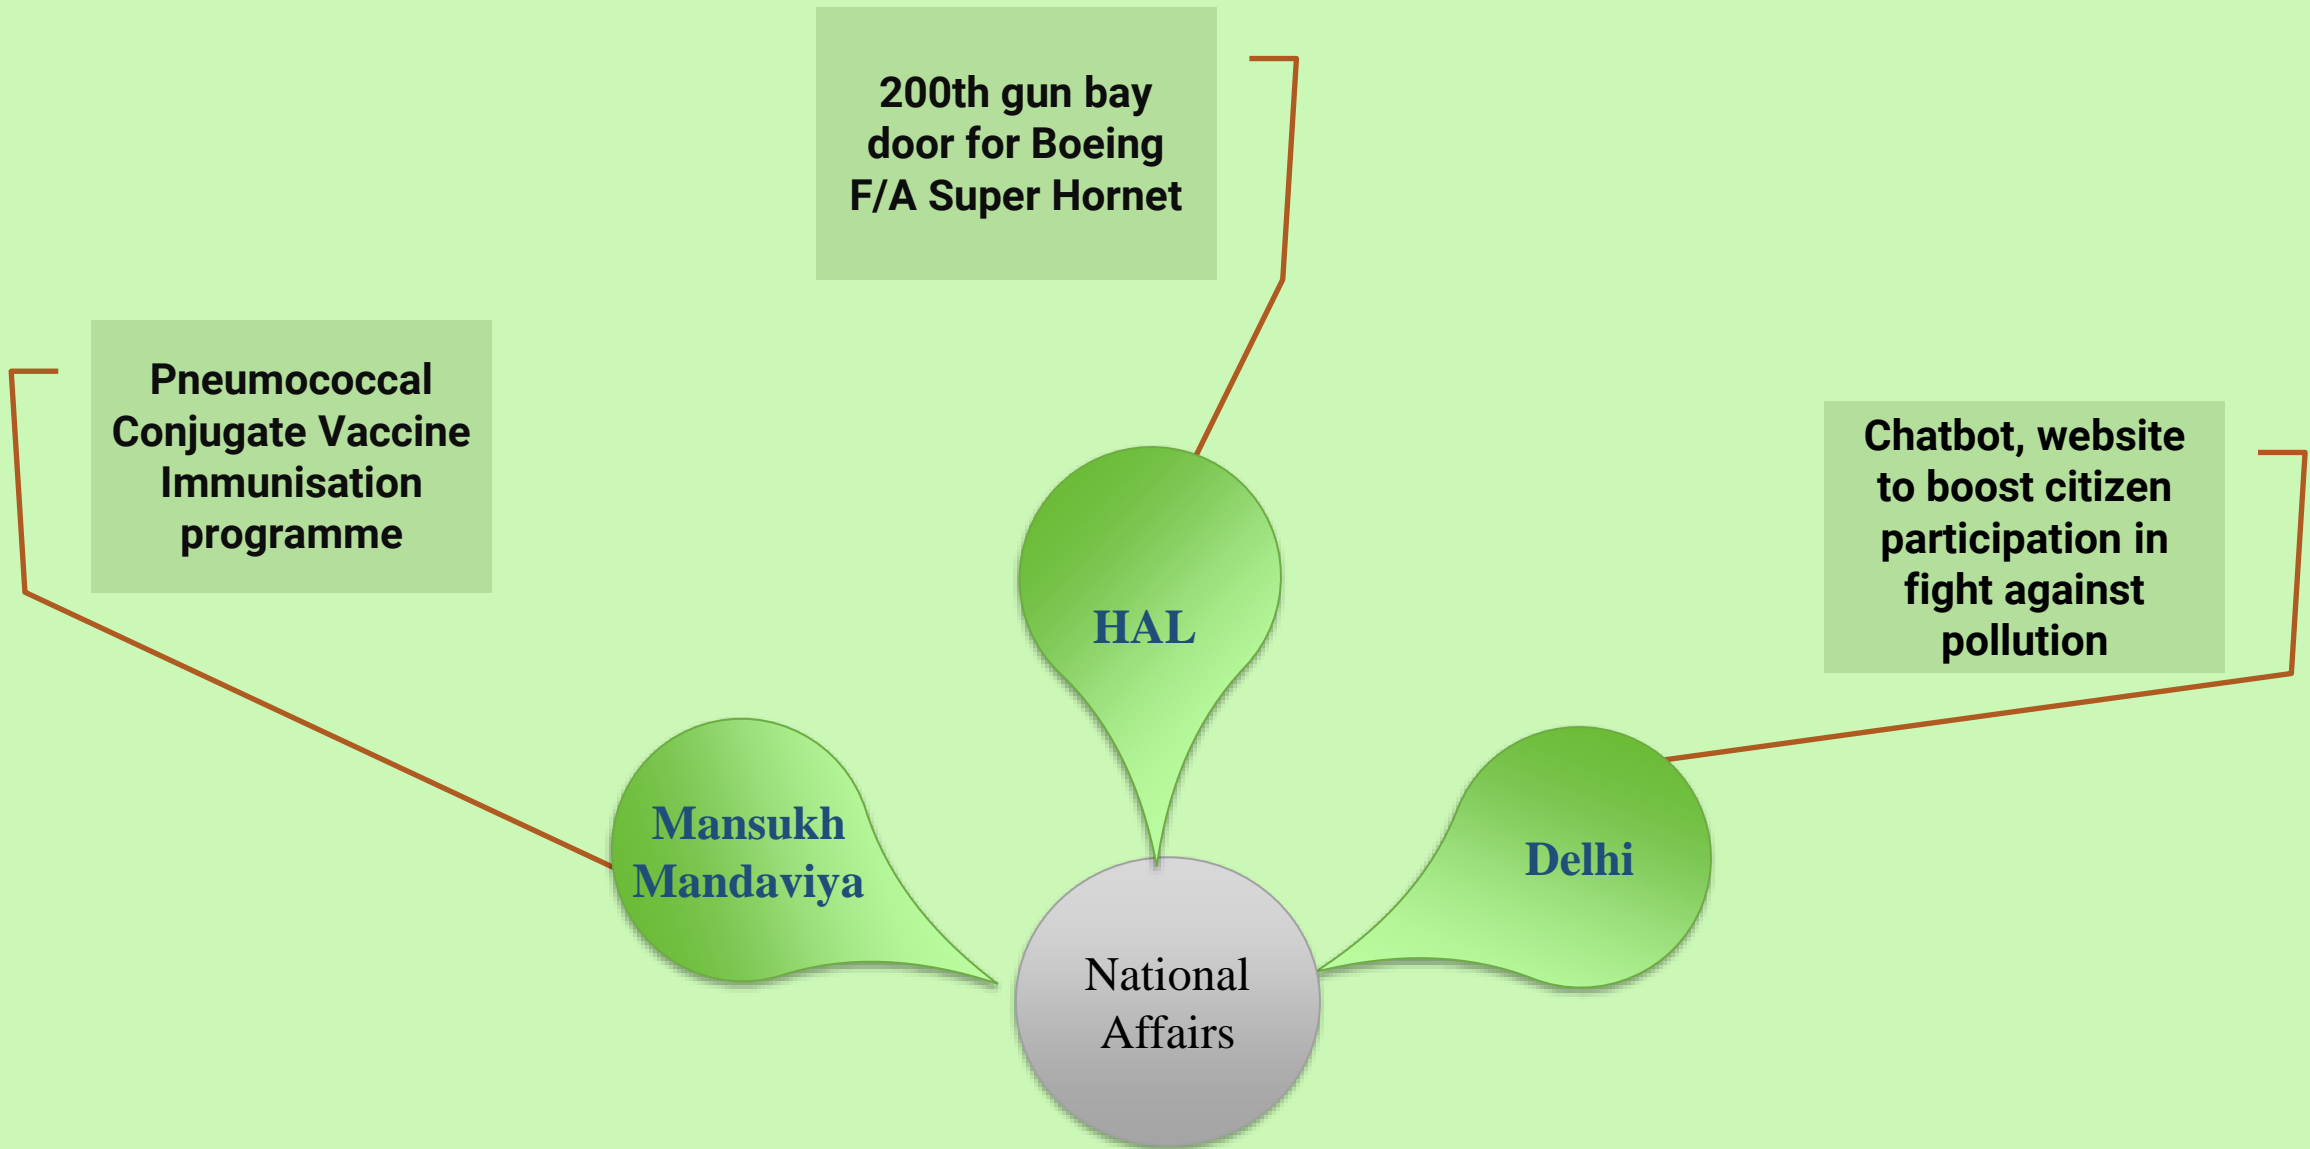 200th gun bay
door for Boeing
F/A Super Hornet
Pneumococcal
Conjugate Vaccine
Immunisation
programme
Chatbot, website
to boost citizen
participation in
fight against
pollution
HAL
Mansukh
Mandaviya
Delhi
National
Affairs